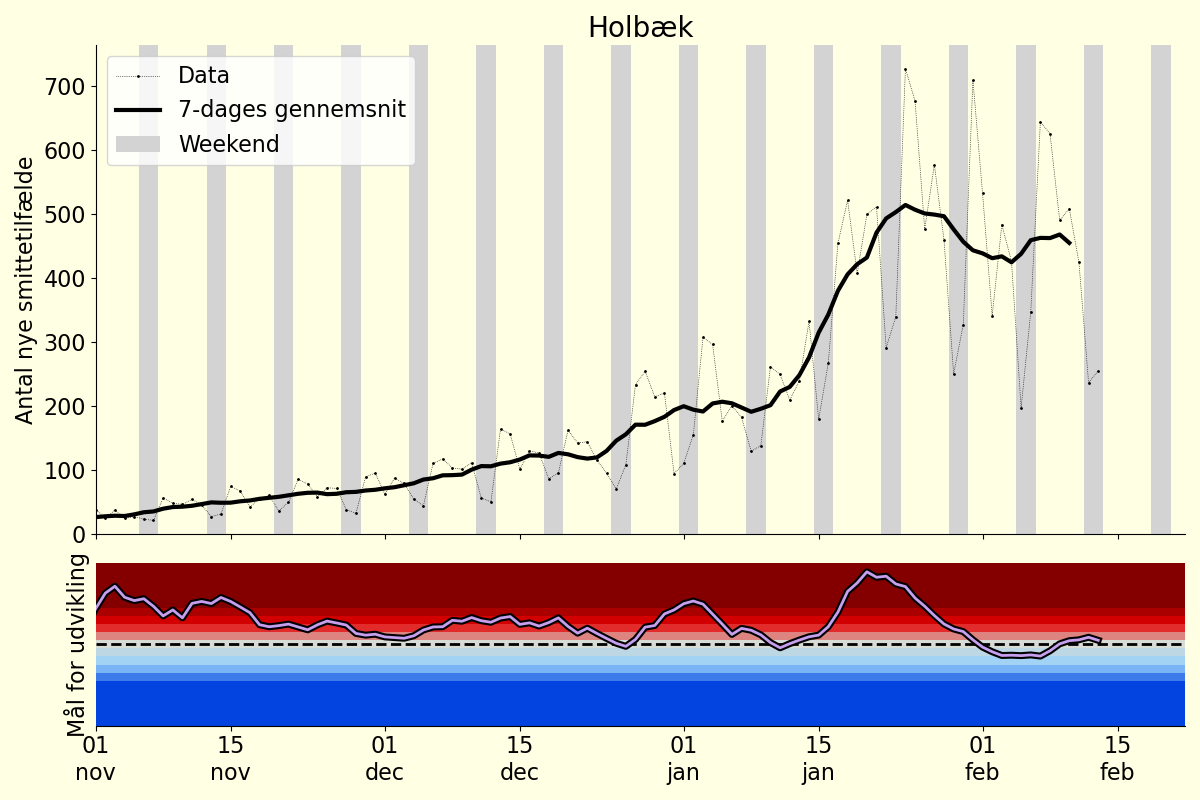 Holbæk
Data
7-dages gennemsnit
Weekend
Antal nye smittetilfælde
700
600
500
400
300
200
100
0
Mål for udvikling
01 15 01 15 01 15 01 15
nov nov dec dec jan jan feb feb